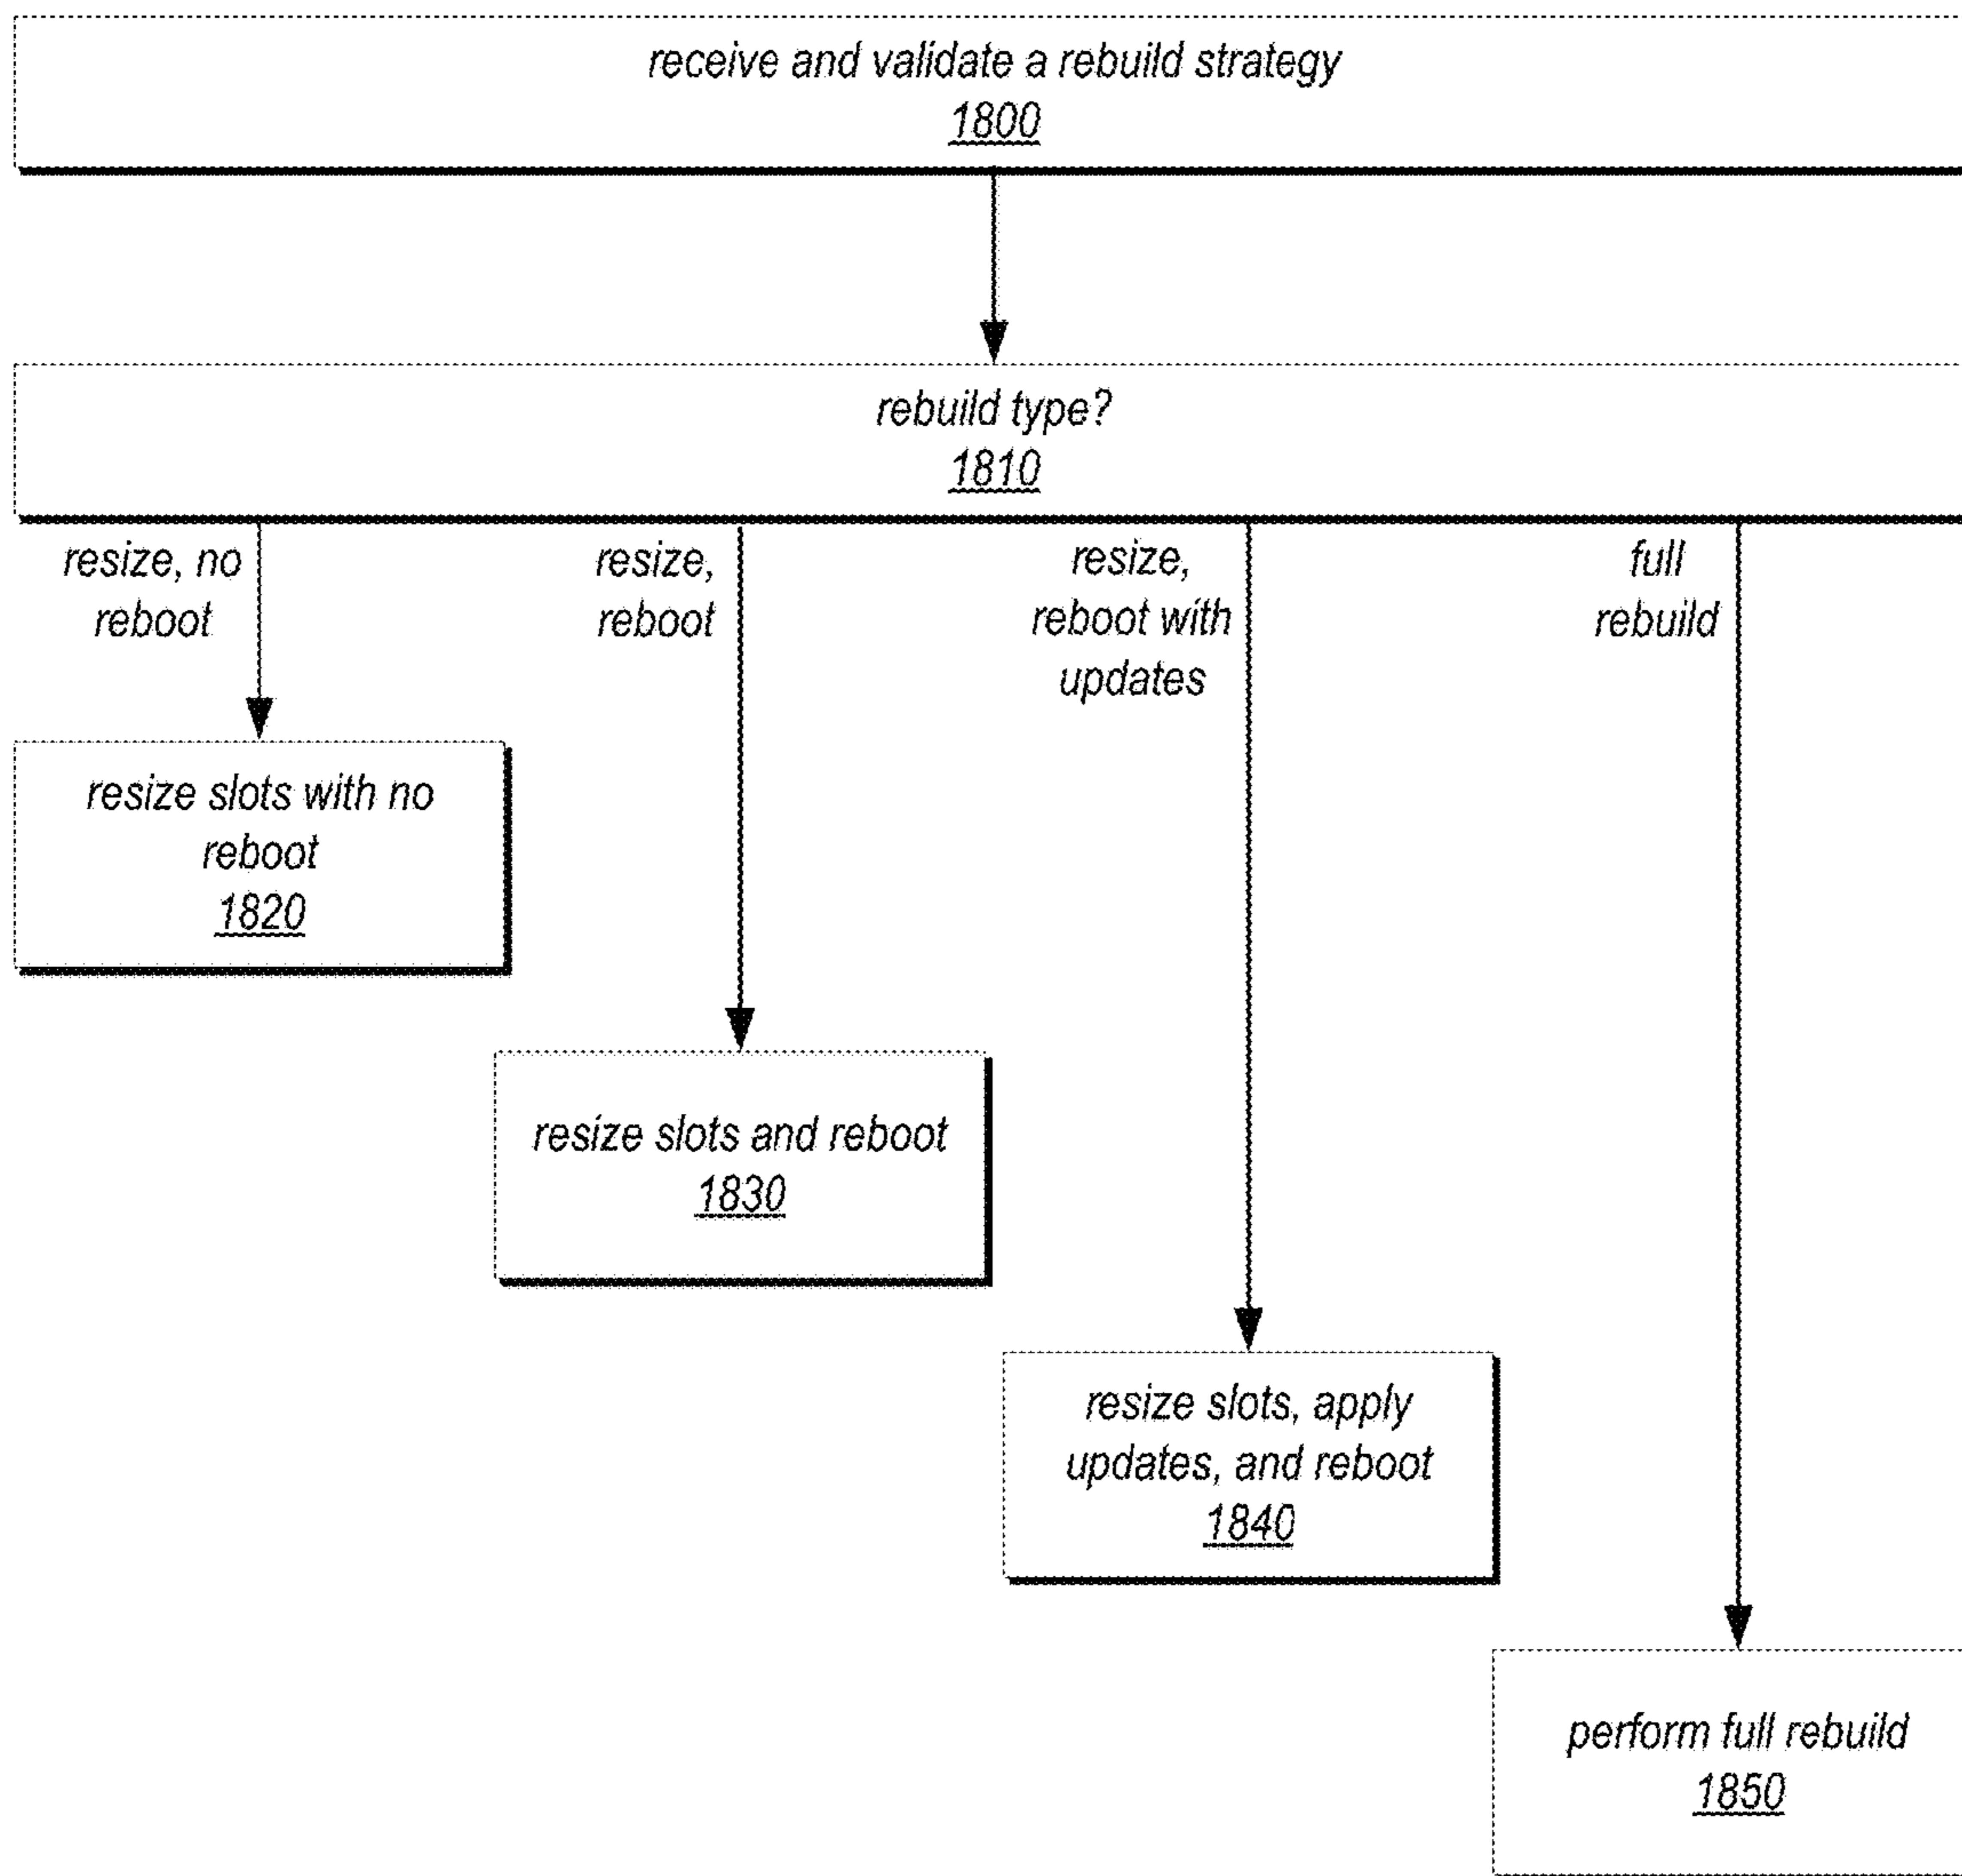 receive and validate a rebuild strategy
1800
rebuild type?
1810
resize, no
reboot
resize,
reboot
resize,
reboot with
updates
full
rebuild
resize slots with no
reboot
1820
resize slots and reboot
1830
resize slots, apply
updates, and reboot
1840
perform full rebuild
1850